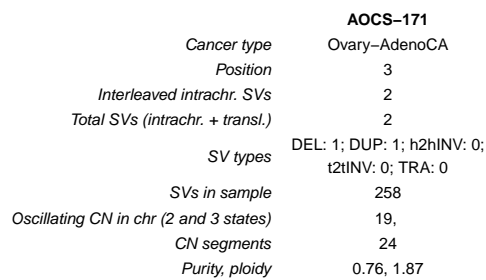 AOCS−171
Cancer type Ovary−AdenoCA
Position 3
Interleaved intrachr. SVs 2
Total SVs (intrachr. + transl.) 2
SV types DEL: 1; DUP: 1; h2hINV: 0;
t2tINV: 0; TRA: 0
SVs in sample 258
Oscillating CN in chr (2 and 3 states) 19,
CN segments 24
Purity, ploidy 0.76, 1.87